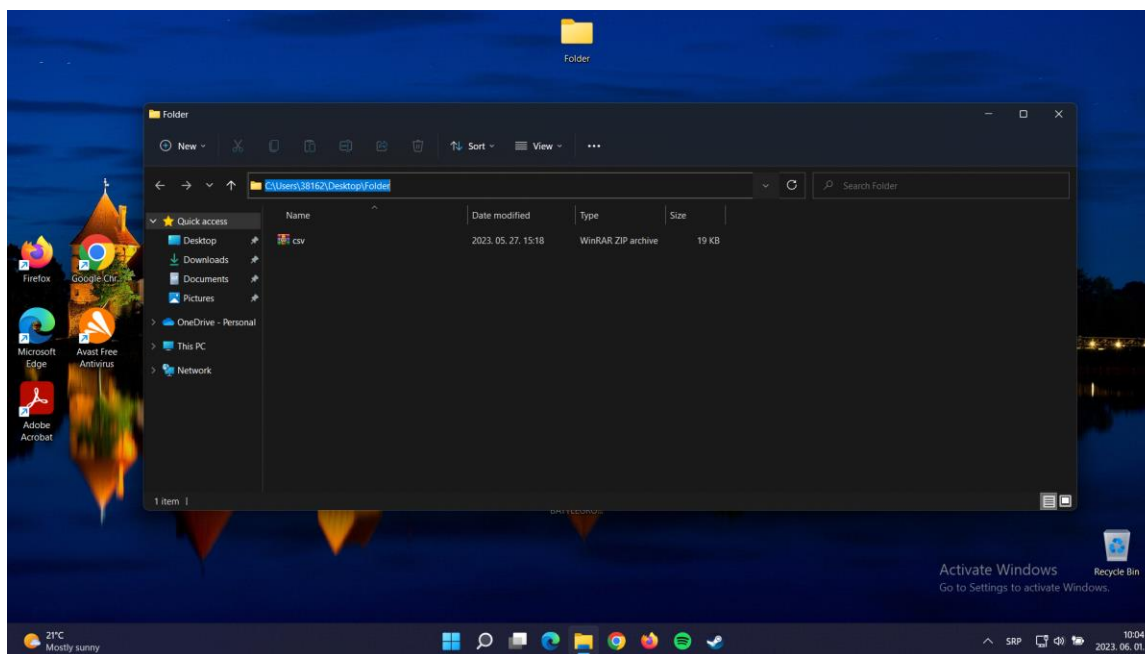 Folder
Folder
New
Sort
View
C:\Users\38162\Desktop\Folder
Search Folder
Quick access
Desktop
Downloads
Documents
Pictures
OneDrive - Personal
This PC
Network
Name
Date modified
Type
Size
csv
2023. 05. 27. 15:18
WinRAR ZIP archive
19 KB
1 item
Firefox
Google Chr...
Microsoft
Edge
Avast Free
Antivirus
Adobe
Acrobat
Activate Windows
Go to Settings to activate Windows.
Recycle Bin
21°C
Mostly sunny
SRP
10:04
2023. 06. 01